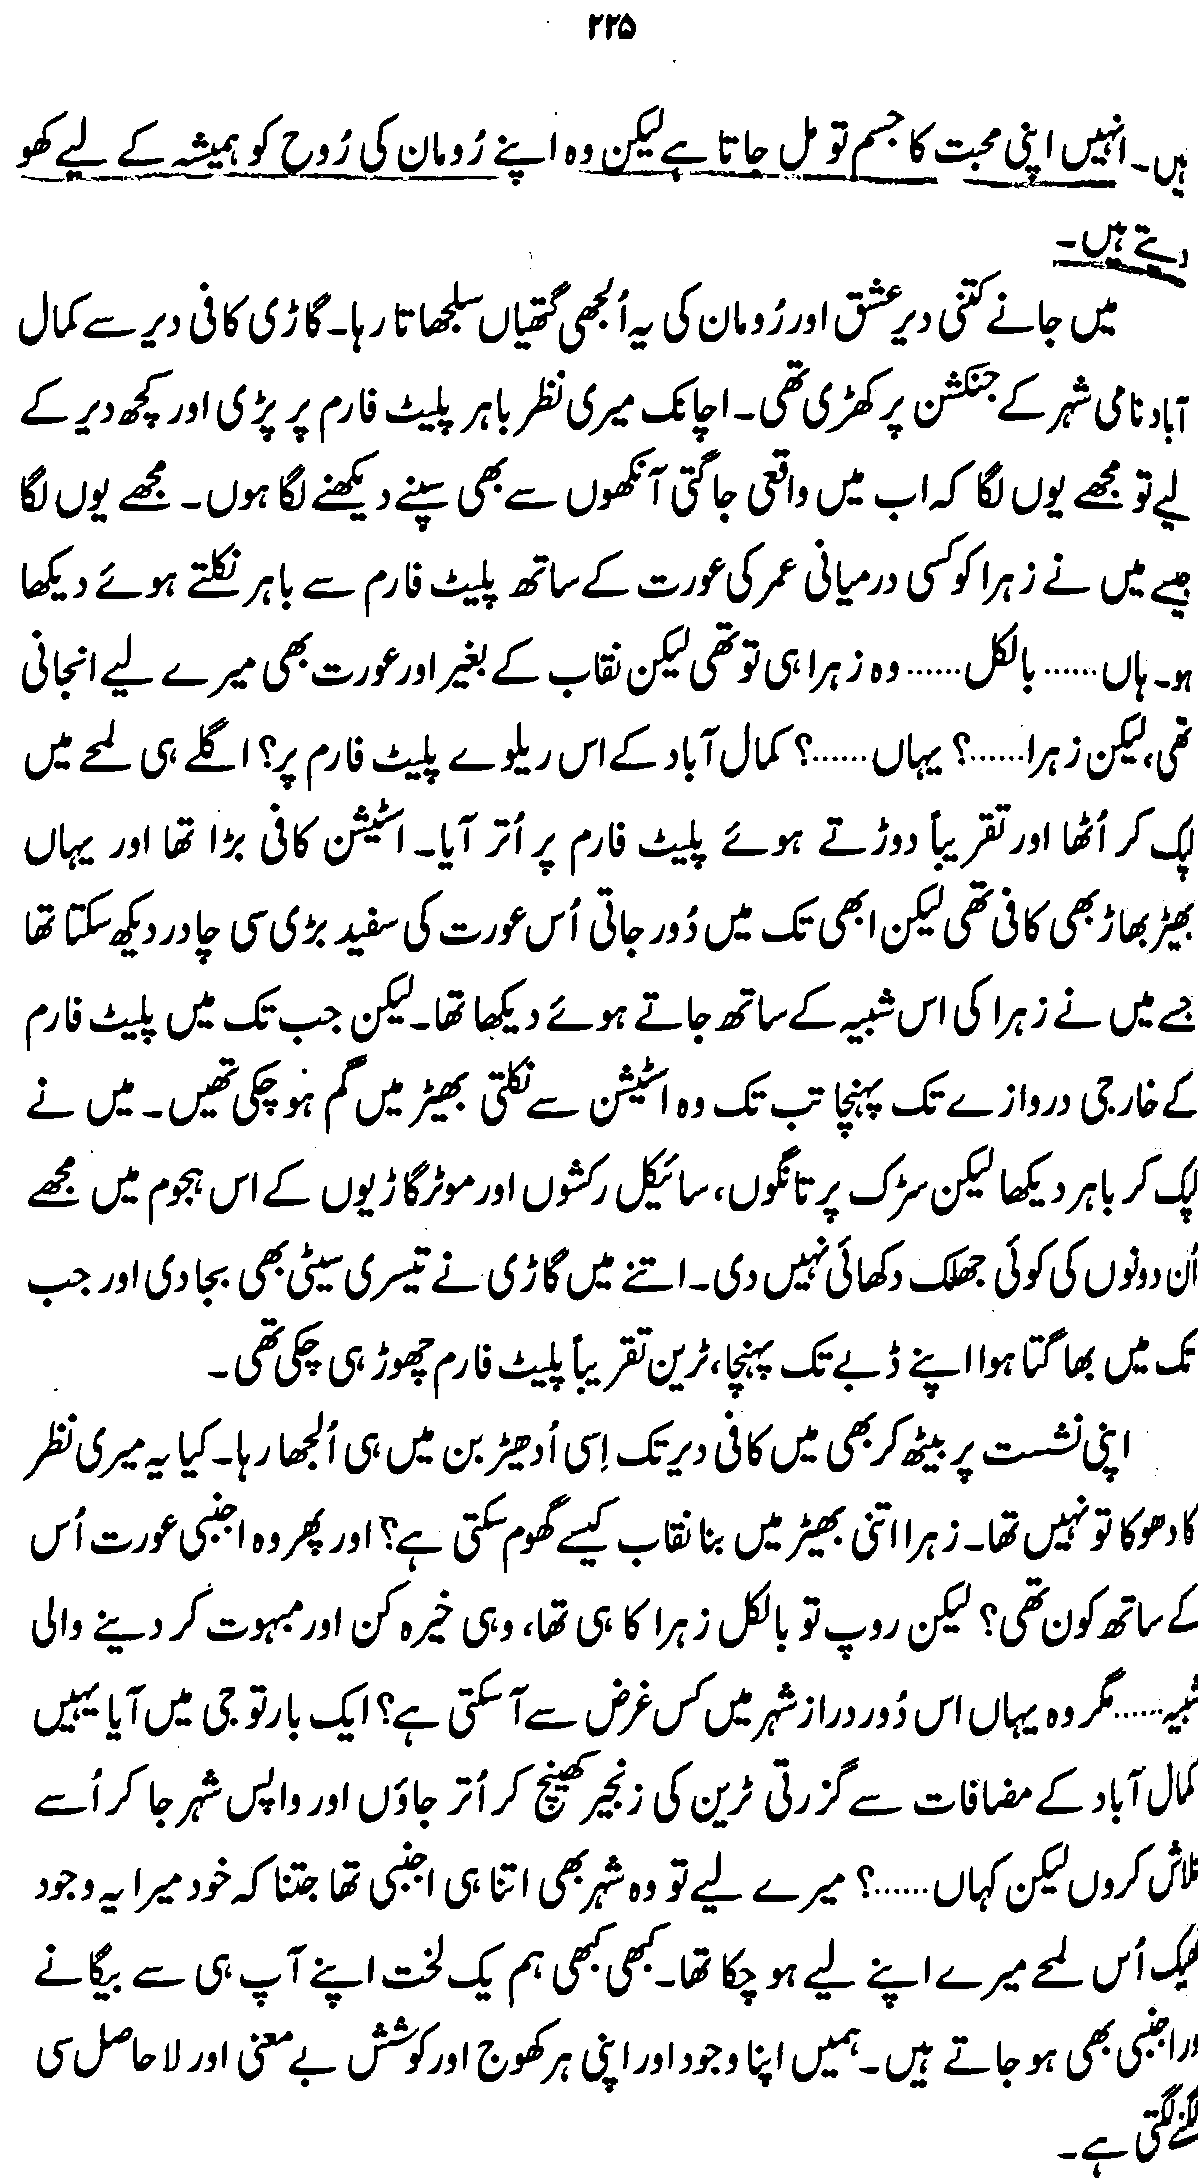 ۲۲۵
ہیں۔ انہیں اپنی محبت کا جسم تو مل جاتا ہے لیکن وہ اپنے رُومان کی رُوح کو ہمیشہ کے لیے کھو
دیتے ہیں۔
میں جانے کتنی دیر عشق اور رُومان کی یہ اُلجھی گتھیاں سلجھاتا رہا۔ گاڑی کافی دیر سے کمال
آباد نامی شہر کے جنکشن پر کھڑی تھی۔ اچانک میری نظر باہر پلیٹ فارم پر پڑی اور کچھ دیر کے
لیے تو مجھے یوں لگا کہ اب میں واقعی جاگتی آنکھوں سے بھی سپنے دیکھنے لگا ہوں۔ مجھے یوں لگا
جیسے میں نے زہرا کو کسی درمیانی عمر کی عورت کے ساتھ پلیٹ فارم سے باہر نکلتے ہوئے دیکھا
ہو۔ ہاں...... بالکل...... وہ زہرا ہی تو تھی لیکن نقاب کے بغیر اور عورت بھی میرے لیے انجانی
تھی، لیکن زہرا......؟ یہاں......؟ کمال آباد کے اس ریلوے پلیٹ فارم پر؟ اگلے ہی لمحے میں
لپک کر اُٹھا اور تقریباً دوڑتے ہوئے پلیٹ فارم پر اُتر آیا۔ اسٹیشن کافی بڑا تھا اور یہاں
بھیڑ بھاڑ بھی کافی تھی لیکن ابھی تک میں دُور جاتی اُس عورت کی سفید بڑی سی چادر دیکھ سکتا تھا
جسے میں نے زہرا کی اس شبیہ کے ساتھ جاتے ہوئے دیکھا تھا۔ لیکن جب تک میں پلیٹ فارم
کے خارجی دروازے تک پہنچا تب تک وہ اسٹیشن سے نکلتی بھیڑ میں گم ہو چکی تھیں۔ میں نے
لپک کر باہر دیکھا لیکن سڑک پر تانگوں، سائیکل رکشوں اور موٹر گاڑیوں کے اس ہجوم میں مجھے
اُن دونوں کی کوئی جھلک دکھائی نہیں دی۔ اتنے میں گاڑی نے تیسری سیٹی بھی بجا دی اور جب
تک میں بھاگتا ہوا اپنے ڈبے تک پہنچا، ٹرین تقریباً پلیٹ فارم چھوڑ ہی چکی تھی۔
اپنی نشست پر بیٹھ کر بھی میں کافی دیر تک اِسی اُدھیڑ بن میں ہی اُلجھا رہا۔ کیا یہ میری نظر
کا دھوکا تو نہیں تھا۔ زہرا اتنی بھیڑ میں بنا نقاب کیسے گھوم سکتی ہے؟ اور پھر وہ اجنبی عورت اُس
کے ساتھ کون تھی؟ لیکن روپ تو بالکل زہرا کا ہی تھا، وہی خیرہ کن اور مبہوت کر دینے والی
شبیہ...... مگر وہ یہاں اس دُور دراز شہر میں کس غرض سے آ سکتی ہے؟ ایک بار تو جی میں آیا یہیں
کمال آباد کے مضافات سے گزرتی ٹرین کی زنجیر کھینچ کر اُتر جاؤں اور واپس شہر جا کر اُسے
تلاش کروں لیکن کہاں......؟ میرے لیے تو وہ شہر بھی اتنا ہی اجنبی تھا جتنا کہ خود میرا یہ وجود
ٹھیک اُس لمحے میرے اپنے لیے ہو چکا تھا۔ کبھی کبھی ہم یک لخت اپنے آپ ہی سے بیگانے
اور اجنبی بھی ہو جاتے ہیں۔ ہمیں اپنا وجود اور اپنی ہر کھوج اور کوشش بے معنی اور لاحاصل سی
لگنے لگتی ہے۔